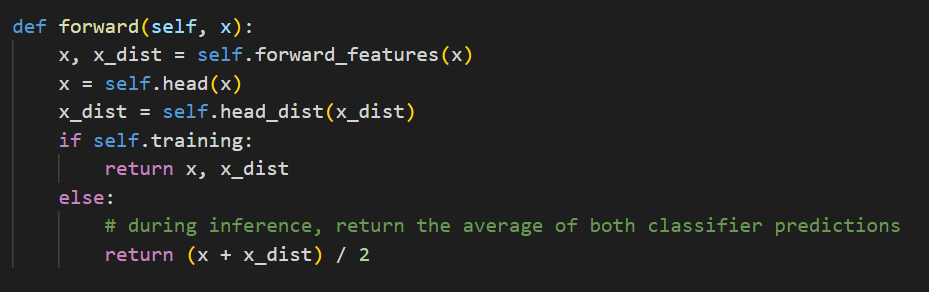 def forward(self, x):
    x, x_dist = self.forward_features(x)
    x = self.head(x)
    x_dist = self.head_dist(x_dist)
    if self.training:
        return x, x_dist
    else:
        # during inference, return the average of both classifier predictions
        return (x + x_dist) / 2